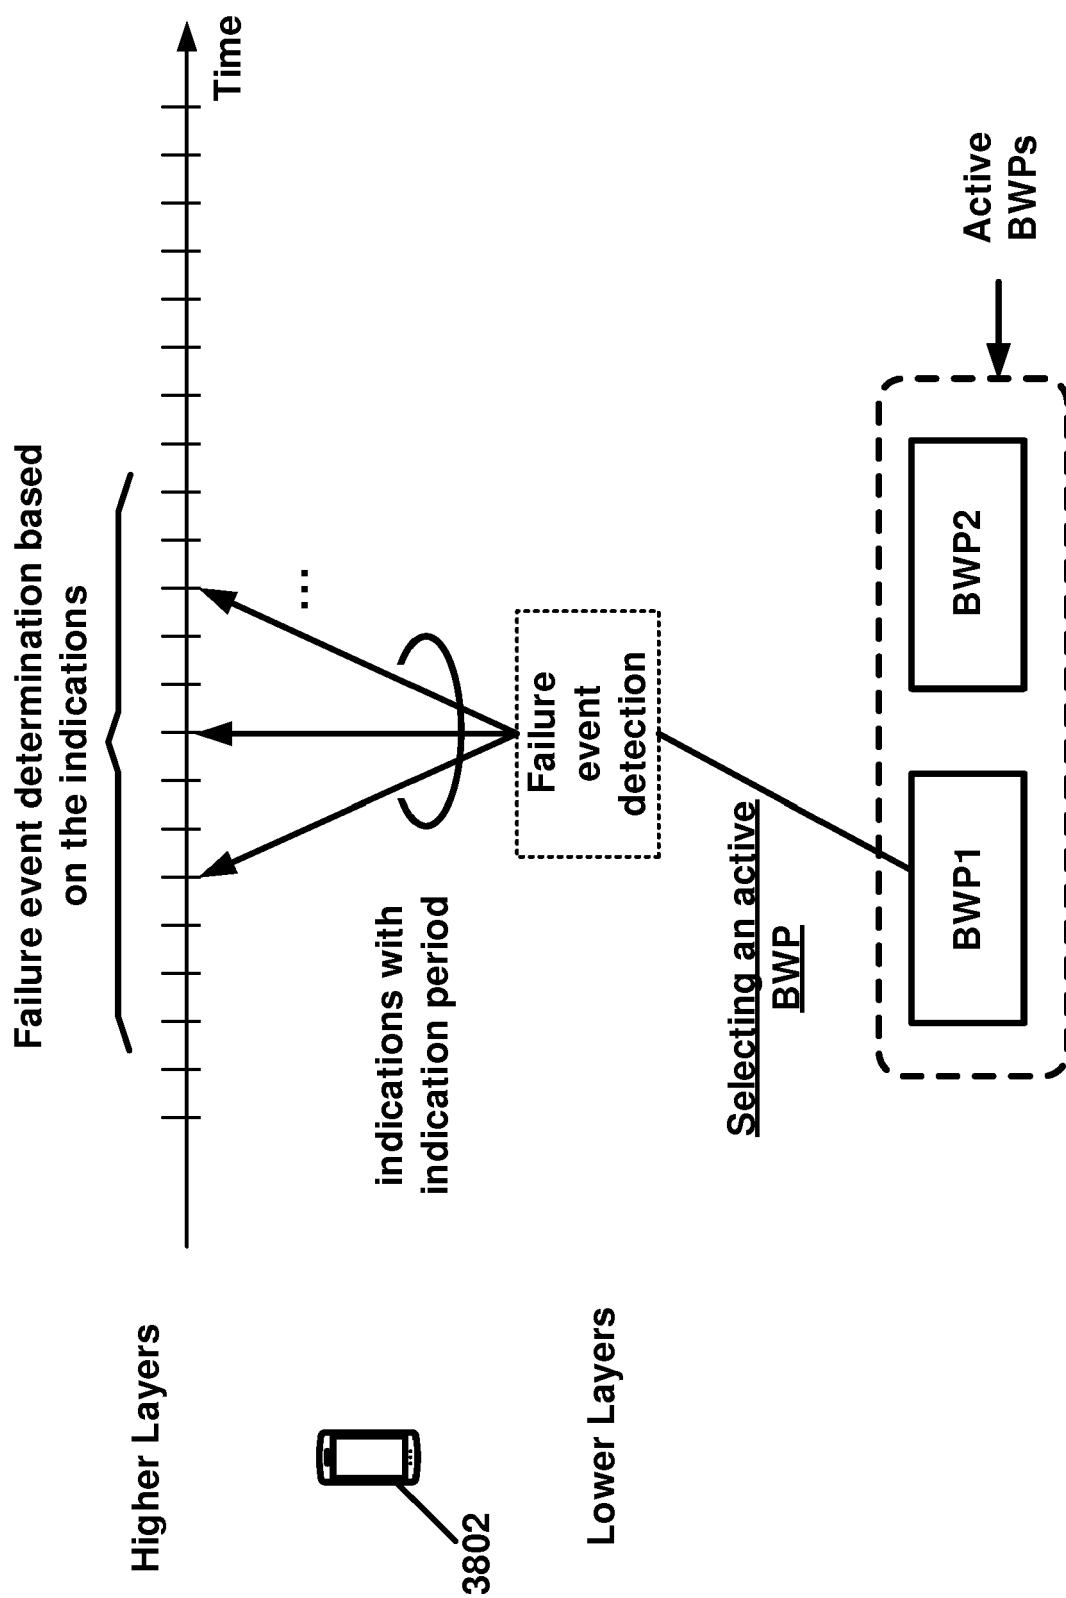 Failure event determination based
on the indications
Time
Higher Layers
...
indications with
indication period
3802
Failure
event
detection
Lower Layers
Selecting an active
BWP
BWP1
BWP2
Active
BWPs